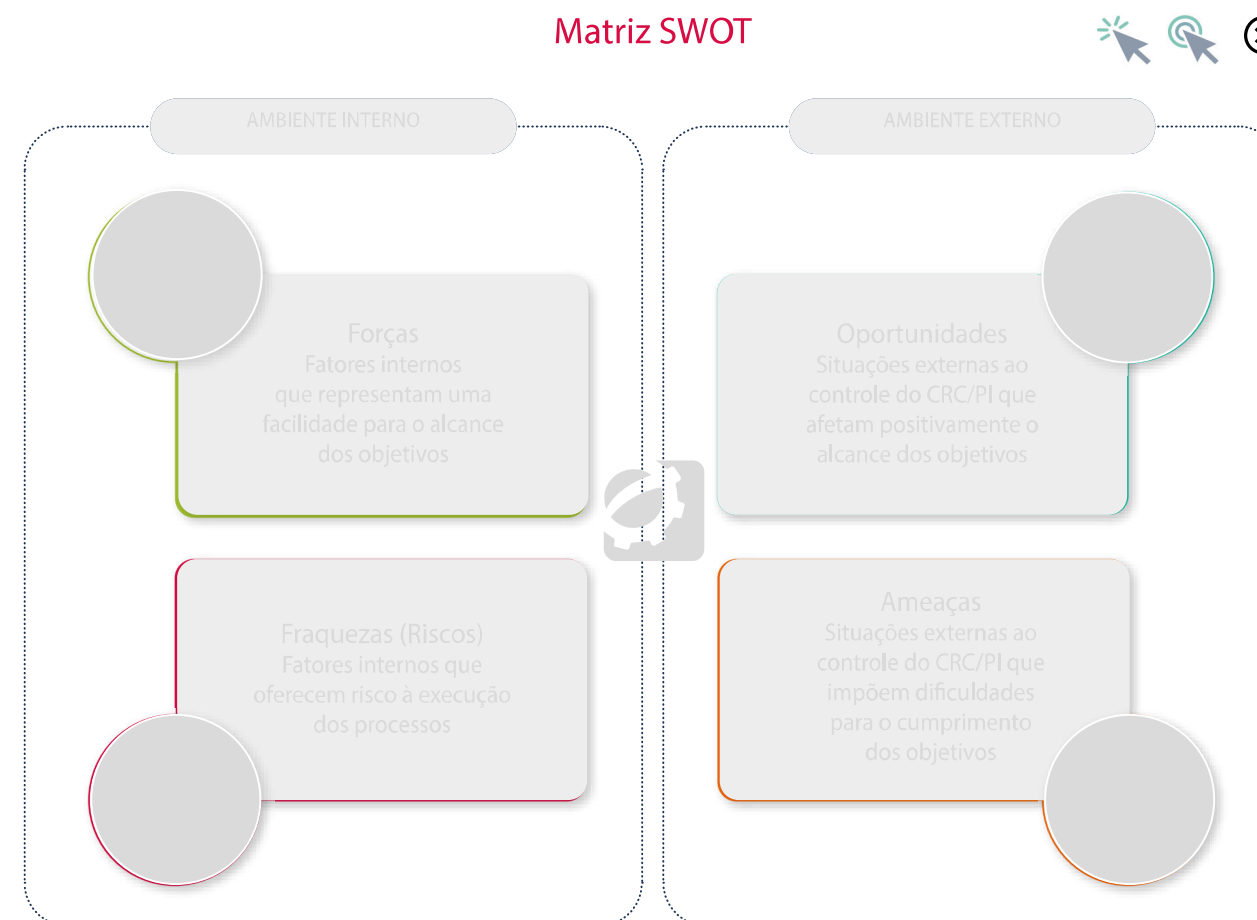 Matriz SWOT
AMBIENTE INTERNO
AMBIENTE EXTERNO
Forças
Fatores internos
que representam uma
facilidade para o alcance
dos objetivos
Oportunidades
Situações externas ao
controle do CRC/PI que
afetam positivamente o
alcance dos objetivos
Fraquezas (Riscos)
Fatores internos que
oferecem risco à execução
dos processos
Ameaças
Situações externas ao
controle do CRC/PI que
impõem dificuldades
para o cumprimento
dos objetivos